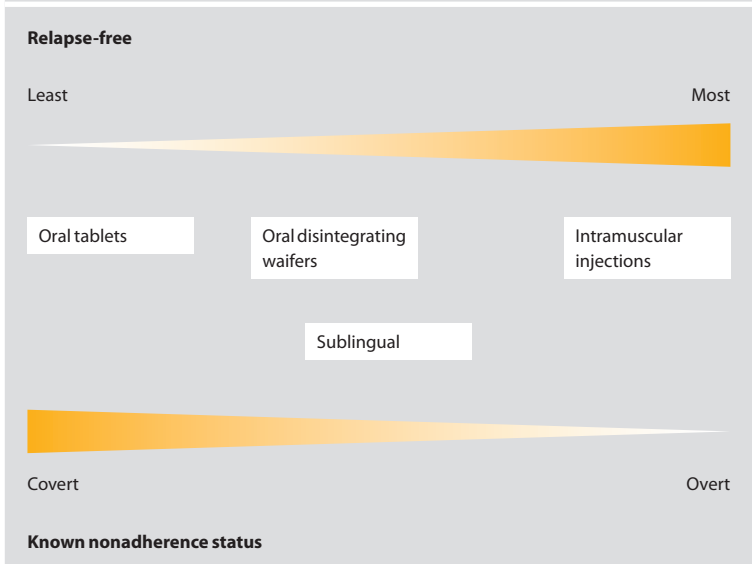 Relapse-free
Least Most
Oral tablets
Oral disintegrating
waifers
Intramuscular
injections
Sublingual
Covert Overt
Known nonadherence status